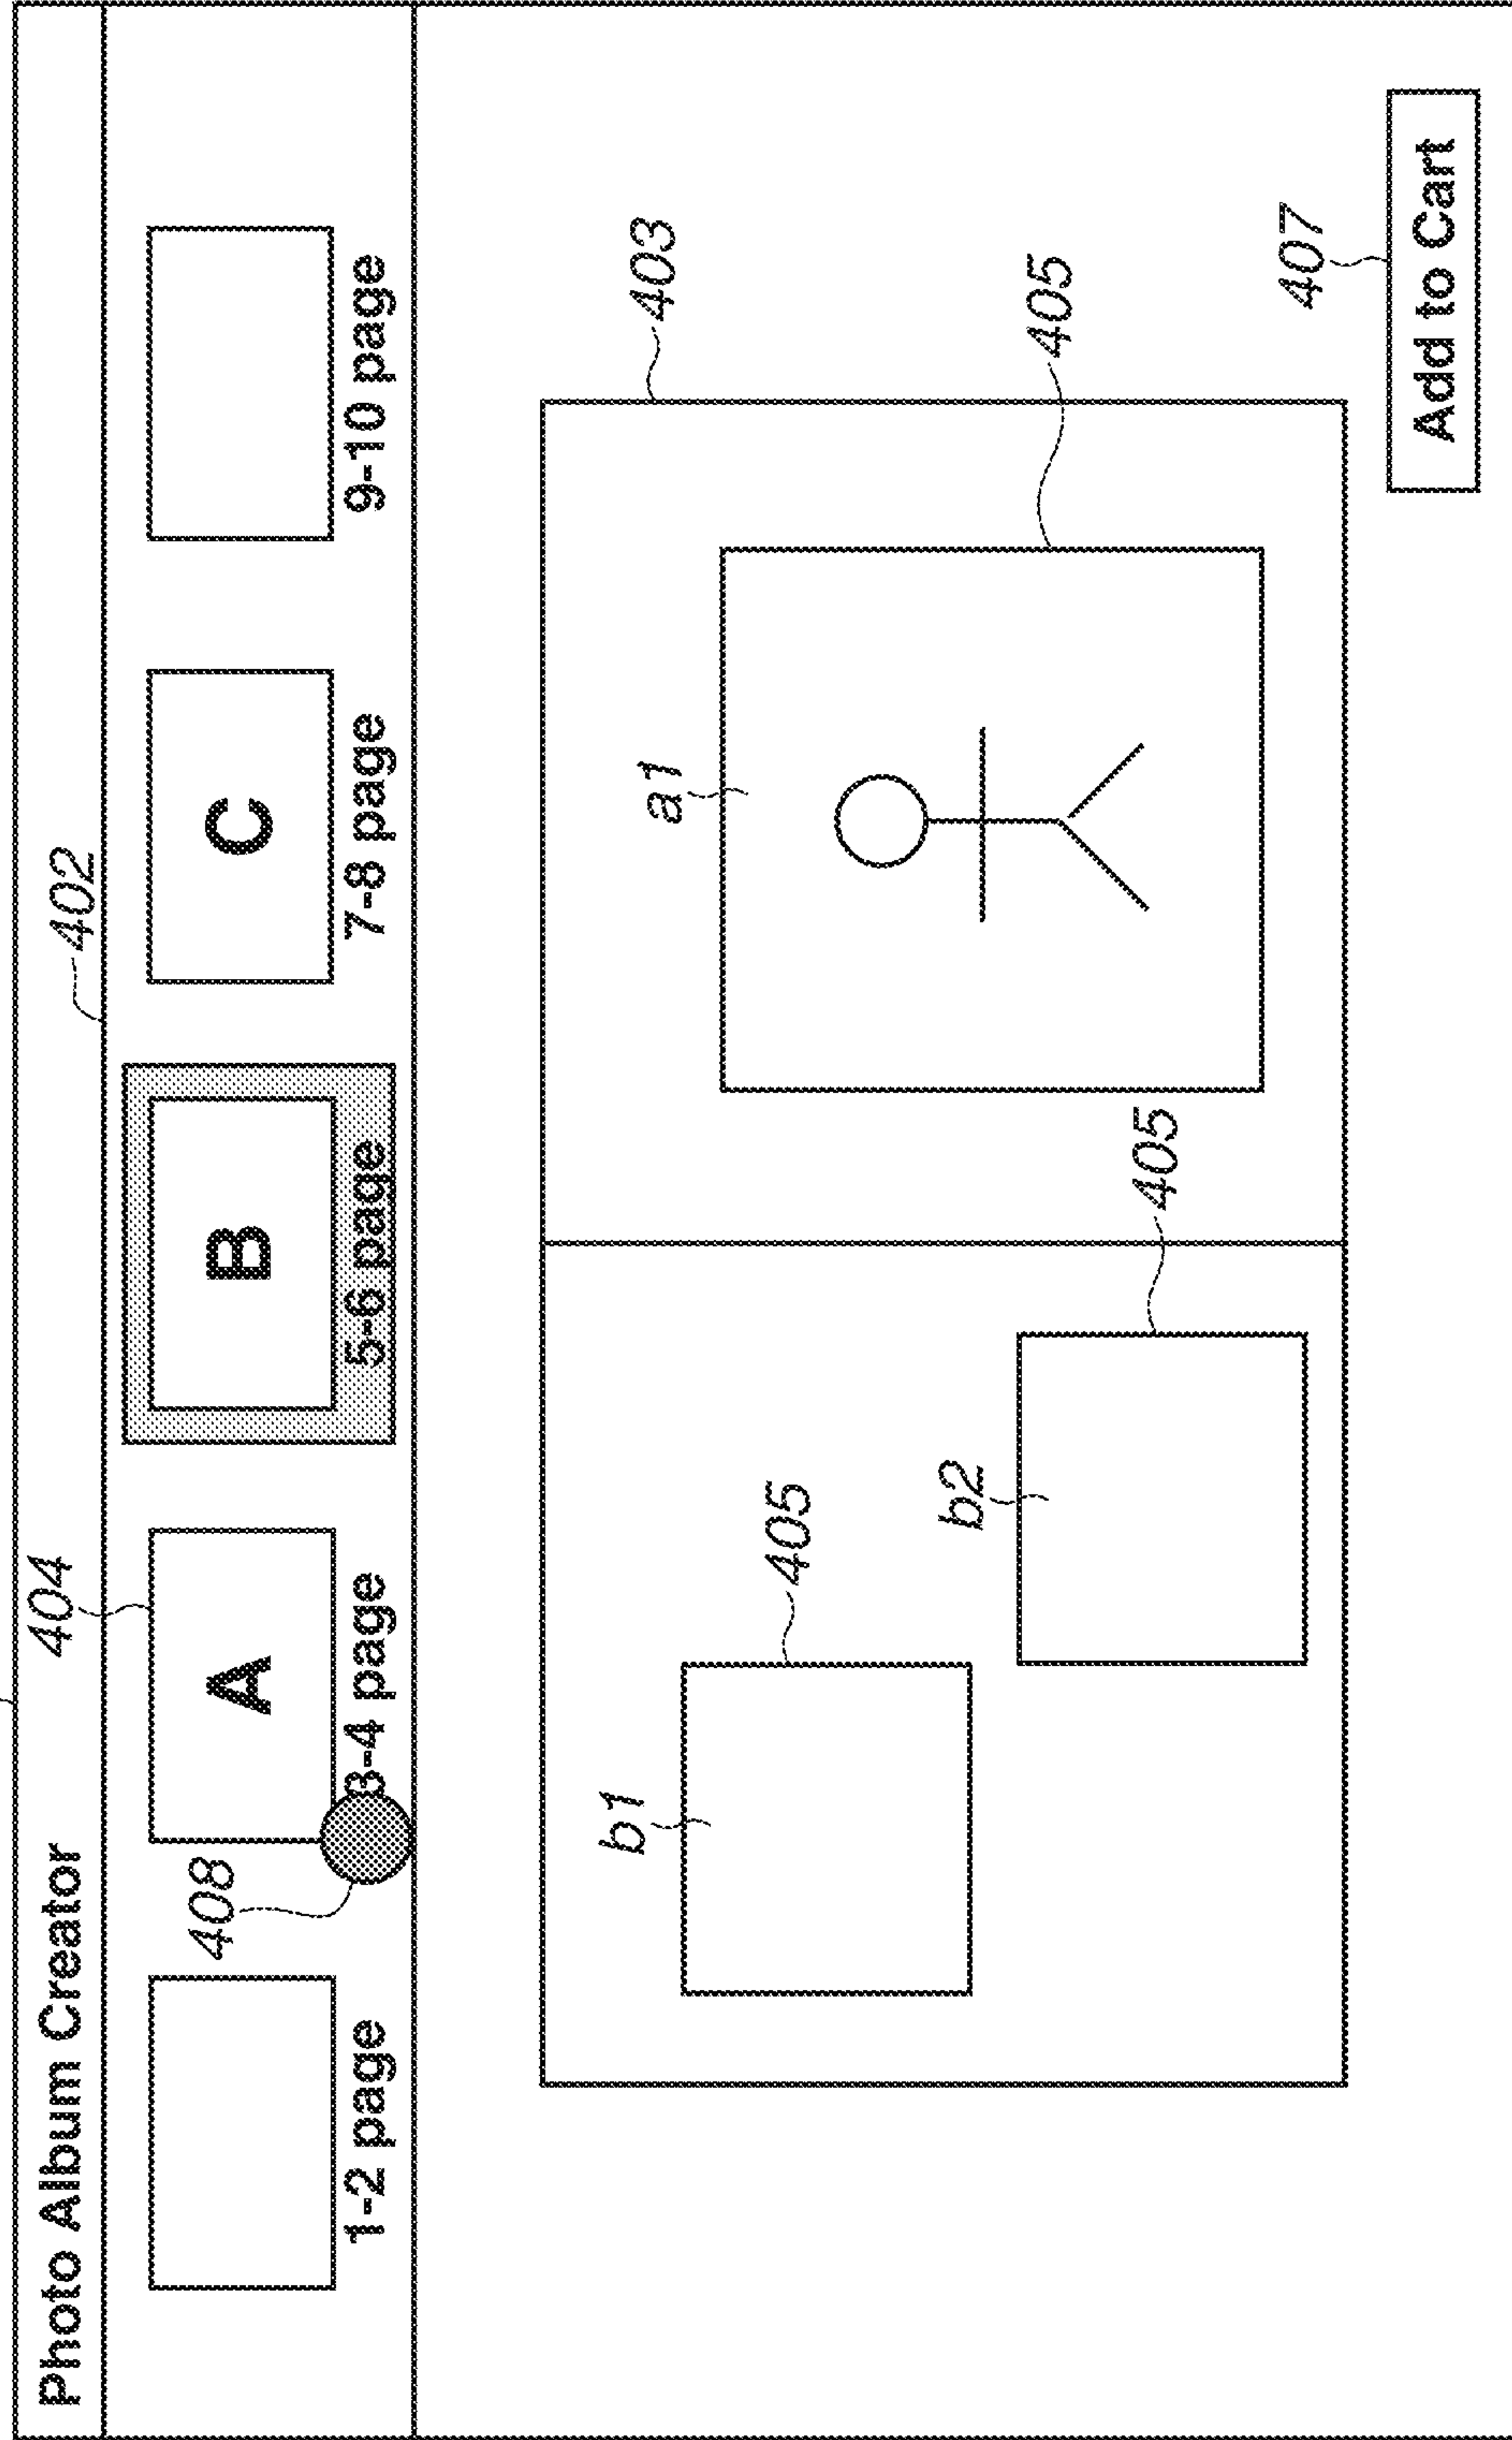 Photo Album Creator
404
402
A
B
C
408
1-2 page
3-4 page
5-6 page
7-8 page
9-10 page
403
b1
a1
405
b2
405
405
407
Add to Cart